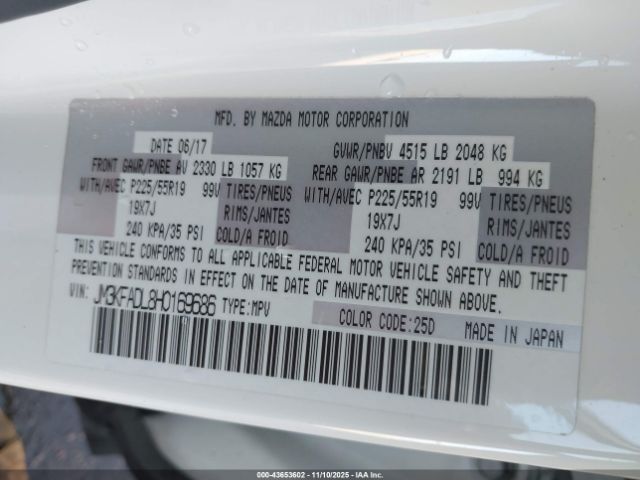 MFD. BY MAZDA MOTOR CORPORATION
DATE 06/17 GVWR/PNBV 4515 LB 2048 KG
FRONT GAWR/PNBE AV 2330 LB 1057 KG REAR GAWR/PNBE AR 2191 LB 994 KG
WITH/AVEC P225/55R19 99V TIRES/PNEUS WITH/AVEC P225/55R19 99V TIRES/PNEUS
19X7J RIMS/JANTES 19X7J RIMS/JANTES
240 KPA/35 PSI COLD/A FROID 240 KPA/35 PSI COLD/A FROID
THIS VEHICLE CONFORMS TO ALL APPLICABLE FEDERAL MOTOR VEHICLE SAFETY AND THEFT
PREVENTION STANDARDS IN EFFECT ON THE DATE OF MANUFACTURE SHOWN ABOVE.
VIN: JM3KFADL8H0169686 TYPE:MPV
COLOR CODE:25D MADE IN JAPAN
00-43653602 — 11/10/2025 — IAAI.COM